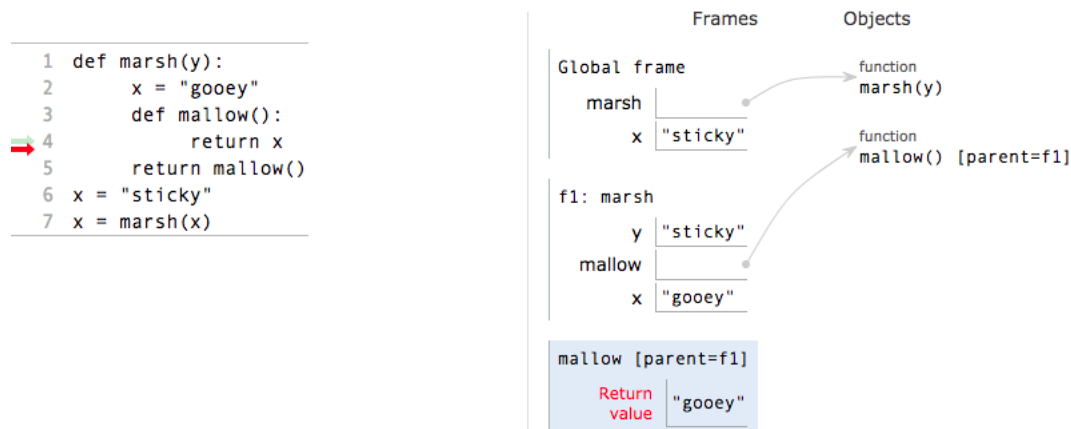 1 def marsh(y):
2 x = "gooey"
3 def mallow():
4 return x
5 return mallow()
6 x = "sticky"
7 x = marsh(x)
Frames Objects
Global frame
marsh
x "sticky"
function
marsh(y)
function
mallow() [parent=f1]
f1: marsh
y "sticky"
mallow
x "gooey"
mallow [parent=f1]
Return
value "gooey"